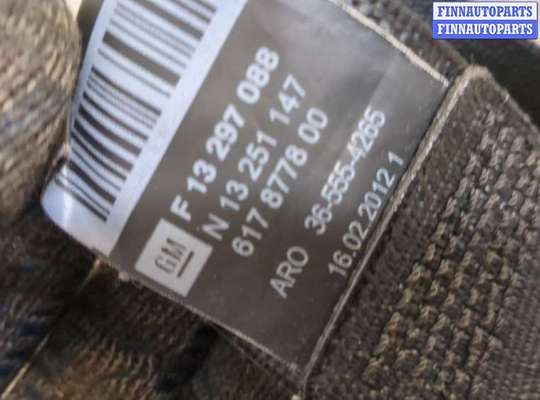 FINNAUTOPARTS
FINNAUTOPARTS
GM
F 13 297 088
N 13 251 147
617 8778 00
ARO 36-555-4265
16.02.2012 1